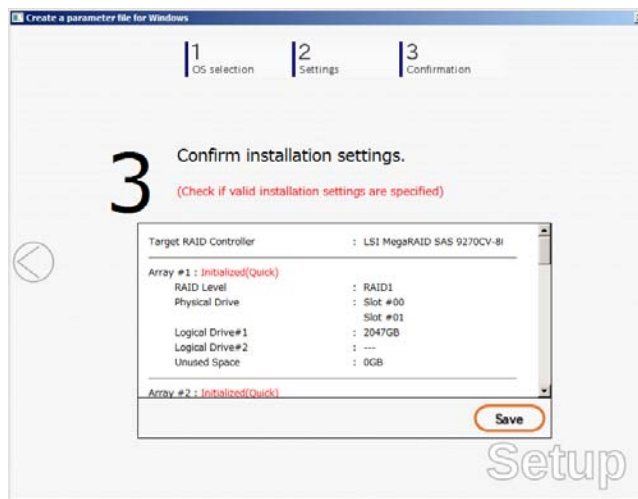 Create a parameter file for Windows
1 OS selection
2 Settings
3 Confirmation
3 Confirm installation settings.
(Check if valid installation settings are specified)
Target RAID Controller : LSI MegaRAID SAS 9270CV-8i
Array #1 : Initialized(Quick)
RAID Level : RAID1
Physical Drive : Slot #00
Slot #01
Logical Drive#1 : 2047GB
Logical Drive#2 : ---
Unused Space : 0GB
Array #2 : Initialized(Quick)
Save
Setup